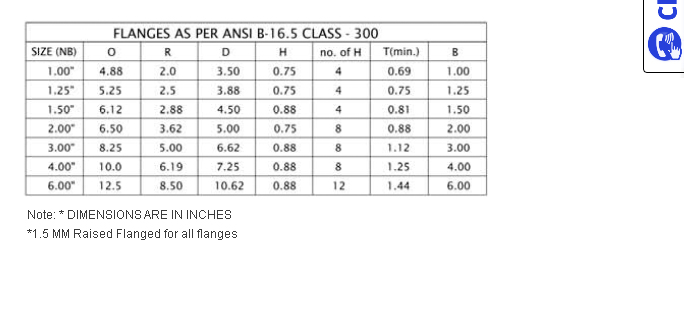 FLANGES AS PER ANSI B-16.5 CLASS - 300
SIZE (NB) O R D H no. of H T(min.) B
1.00" 4.88 2.0 3.50 0.75 4 0.69 1.00
1.25" 5.25 2.5 3.88 0.75 4 0.75 1.25
1.50" 6.12 2.88 4.50 0.88 4 0.81 1.50
2.00" 6.50 3.62 5.00 0.75 8 0.88 2.00
3.00" 8.25 5.00 6.62 0.88 8 1.12 3.00
4.00" 10.0 6.19 7.25 0.88 8 1.25 4.00
6.00" 12.5 8.50 10.62 0.88 12 1.44 6.00
Note: * DIMENSIONS ARE IN INCHES
*1.5 MM Raised Flanged for all flanges